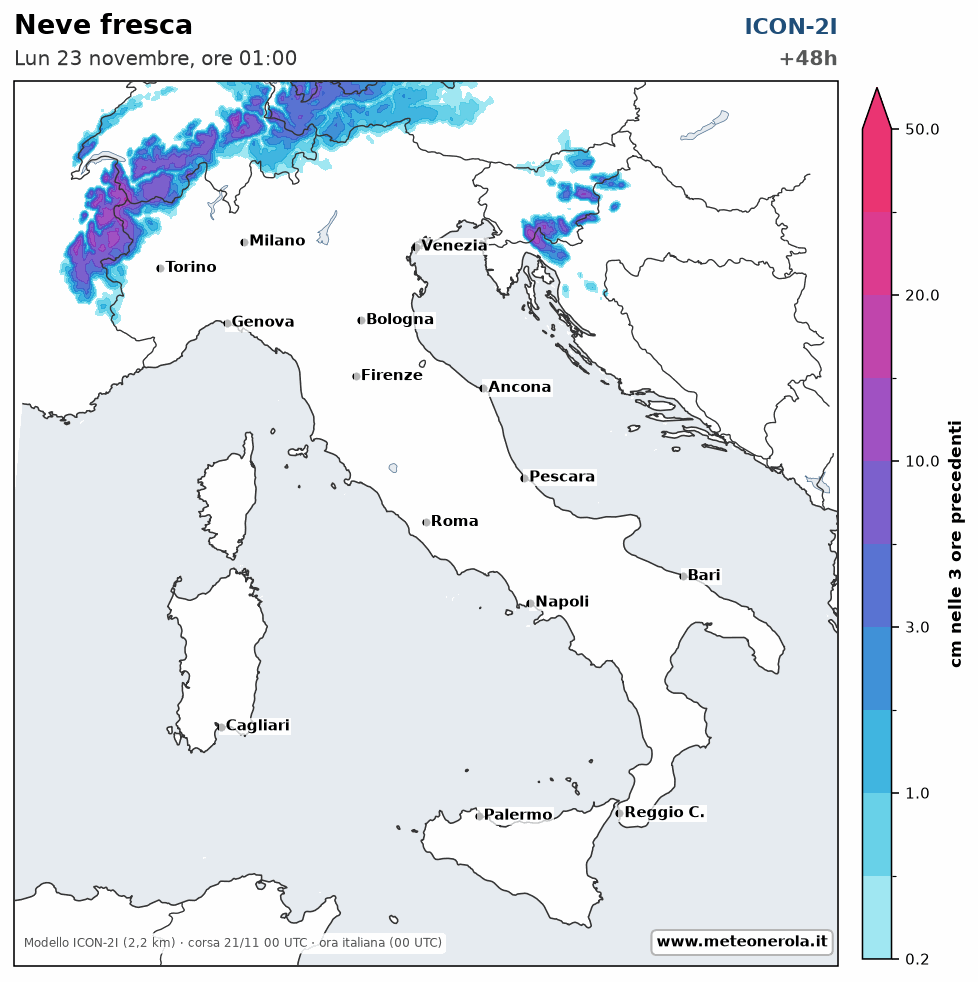 Neve fresca
ICON-2I
Lun 23 novembre, ore 01:00
+48h
50.0
20.0
10.0
3.0
1.0
0.2
cm nelle 3 ore precedenti
Milano
Venezia
Torino
Genova
Bologna
Firenze
Ancona
Pescara
Roma
Bari
Napoli
Cagliari
Palermo
Reggio C.
Modello ICON-2I (2,2 km) · corsa 21/11 00 UTC · ora italiana (00 UTC)
www.meteonerola.it